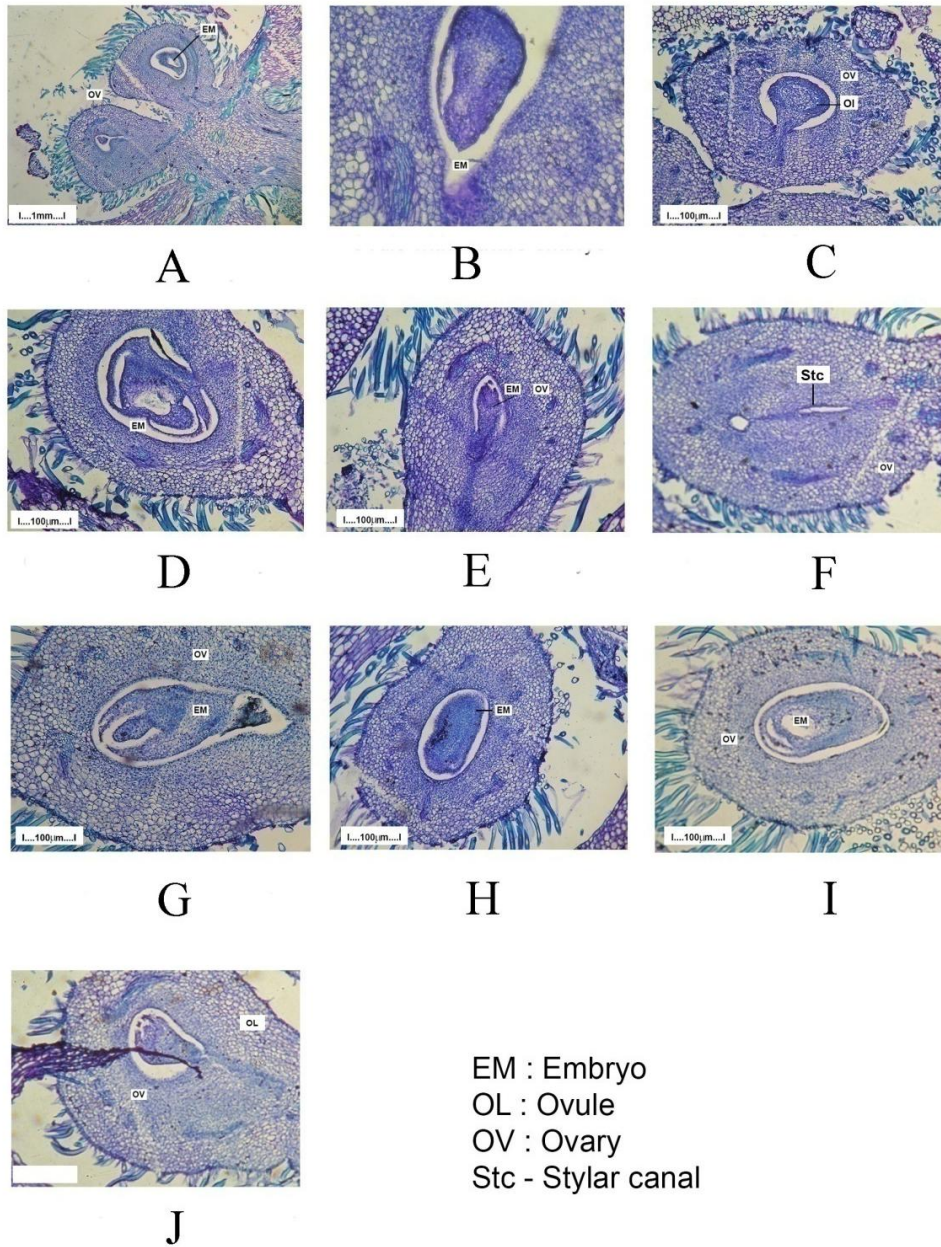 EM
OV
I....1mm....I
A
EM
B
OV
OI
I....100µm....I
C
EM
I....100µm....I
D
EM
OV
I....100µm....I
E
Stc
OV
F
OV
EM
I....100µm....I
G
EM
I....100µm....I
H
EM
OV
I....100µm....I
I
OL
OV
J
EM : Embryo
OL : Ovule
OV : Ovary
Stc - Stylar canal